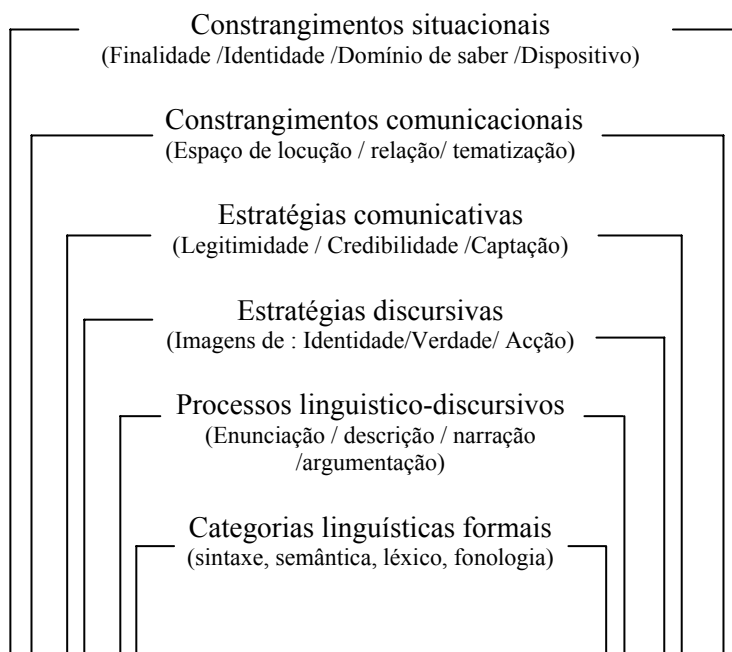 Constrangimentos situacionais
(Finalidade /Identidade /Domínio de saber /Dispositivo)
Constrangimentos comunicacionais
(Espaço de locução / relação/ tematização)
Estratégias comunicativas
(Legitimidade / Credibilidade /Captação)
Estratégias discursivas
(Imagens de : Identidade/Verdade/ Acção)
Processos linguistico-discursivos
(Enunciação / descrição / narração
/argumentação)
Categorias linguísticas formais
(sintaxe, semântica, léxico, fonologia)